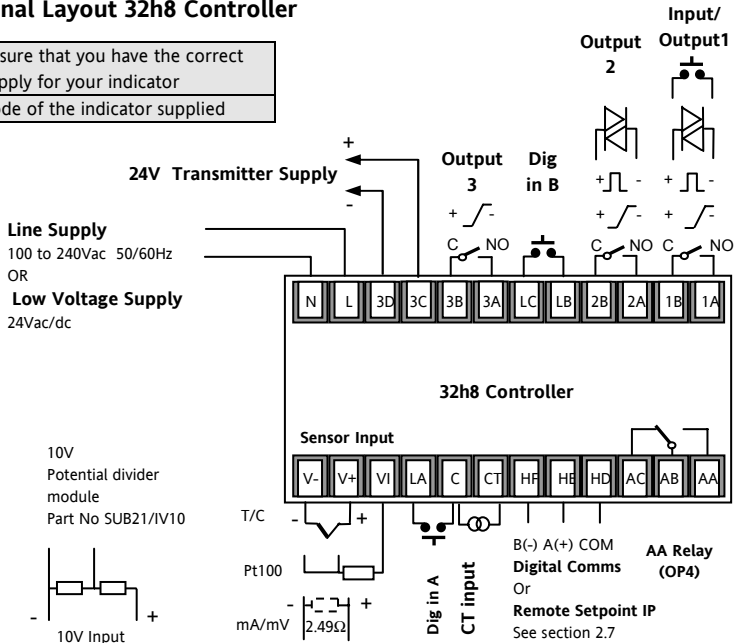 nal Layout 32h8 Controller
sure that you have the correct
pply for your indicator
ode of the indicator supplied
Input/
Output1
Output
2
24V Transmitter Supply
+
-
Output
3
Dig
in B
+ -
+ -
+ -
+ -
+ -
C NO
C NO
C NO
Line Supply
100 to 240Vac 50/60Hz
OR
Low Voltage Supply
24Vac/dc
N L 3D 3C 3B 3A LC LB 2B 2A 1B 1A
32h8 Controller
Sensor Input
V- V+ VI LA C CT HF HE HD AC AB AA
10V
Potential divider
module
Part No SUB21/IV10
- +
10V Input
T/C - +
Pt100
- +
mA/mV 2.49Ω
Dig in A
CT input
B(-) A(+) COM
Digital Comms
Or
Remote Setpoint IP
See section 2.7
AA Relay
(OP4)